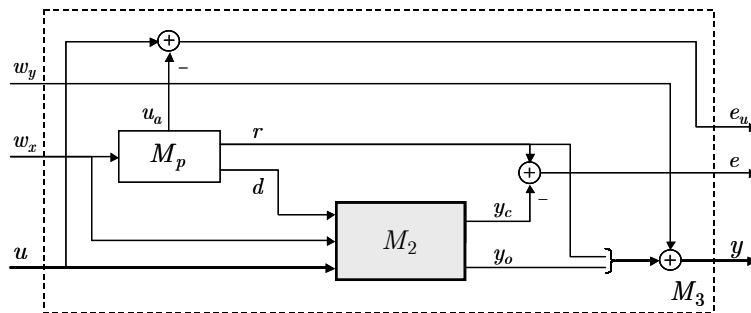 +
w_y
−
u_a
e_u
w_x
r
M_p
e
+
d
−
y_c
M_2
u
y_o
y
+
M_3